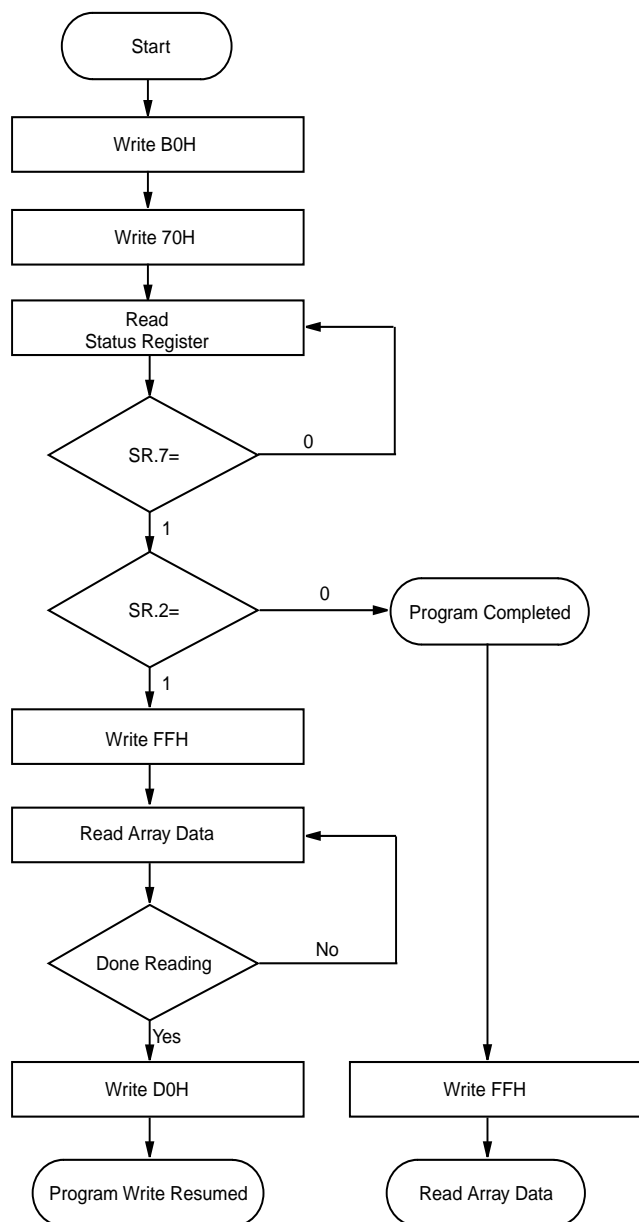 Start
Write B0H
Write 70H
Read
Status Register
SR.7=
0
1
SR.2=
0
Program Completed
1
Write FFH
Read Array Data
Done Reading
No
Yes
Write D0H
Write FFH
Program Write Resumed
Read Array Data